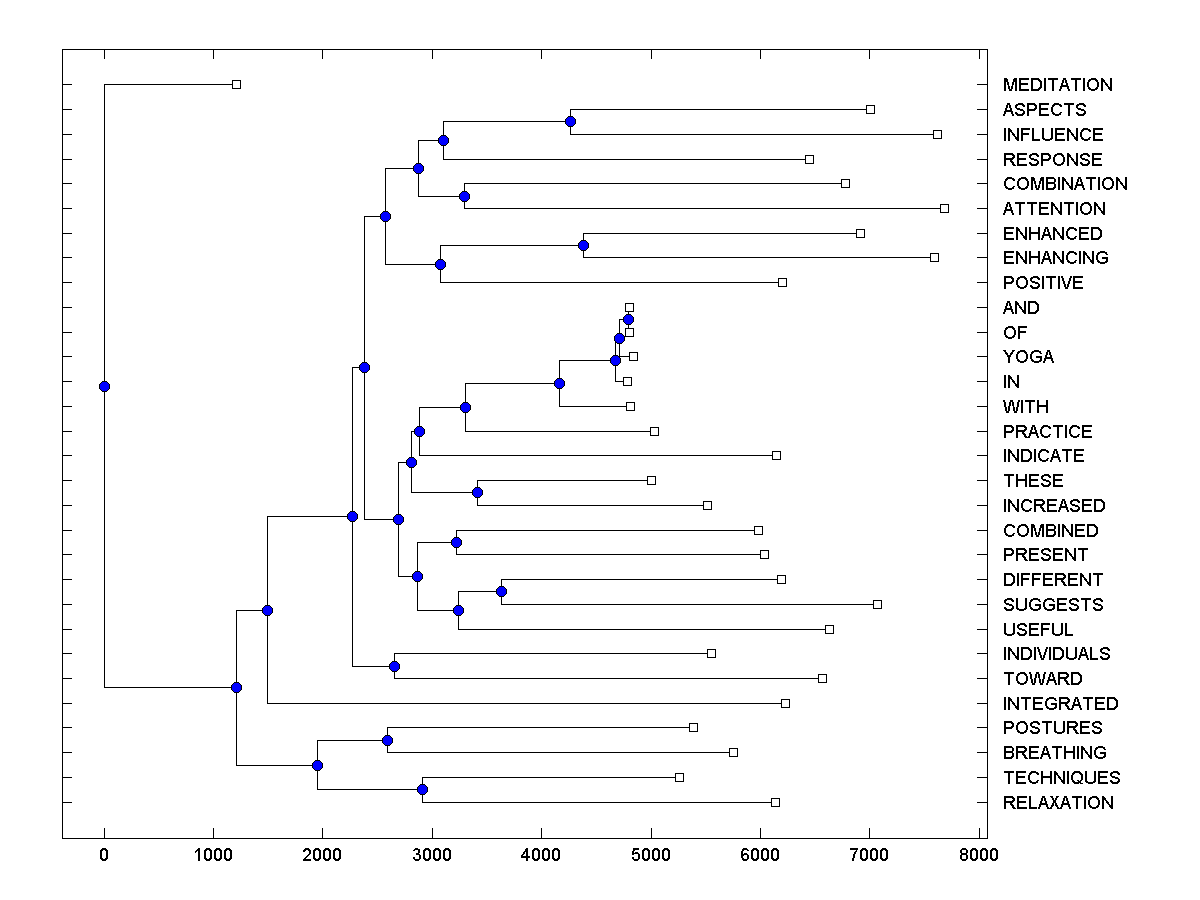 MEDITATION
ASPECTS
INFLUENCE
RESPONSE
COMBINATION
ATTENTION
ENHANCED
ENHANCING
POSITIVE
AND
OF
YOGA
IN
WITH
PRACTICE
INDICATE
THESE
INCREASED
COMBINED
PRESENT
DIFFERENT
SUGGESTS
USEFUL
INDIVIDUALS
TOWARD
INTEGRATED
POSTURES
BREATHING
TECHNIQUES
RELAXATION
0 1000 2000 3000 4000 5000 6000 7000 8000